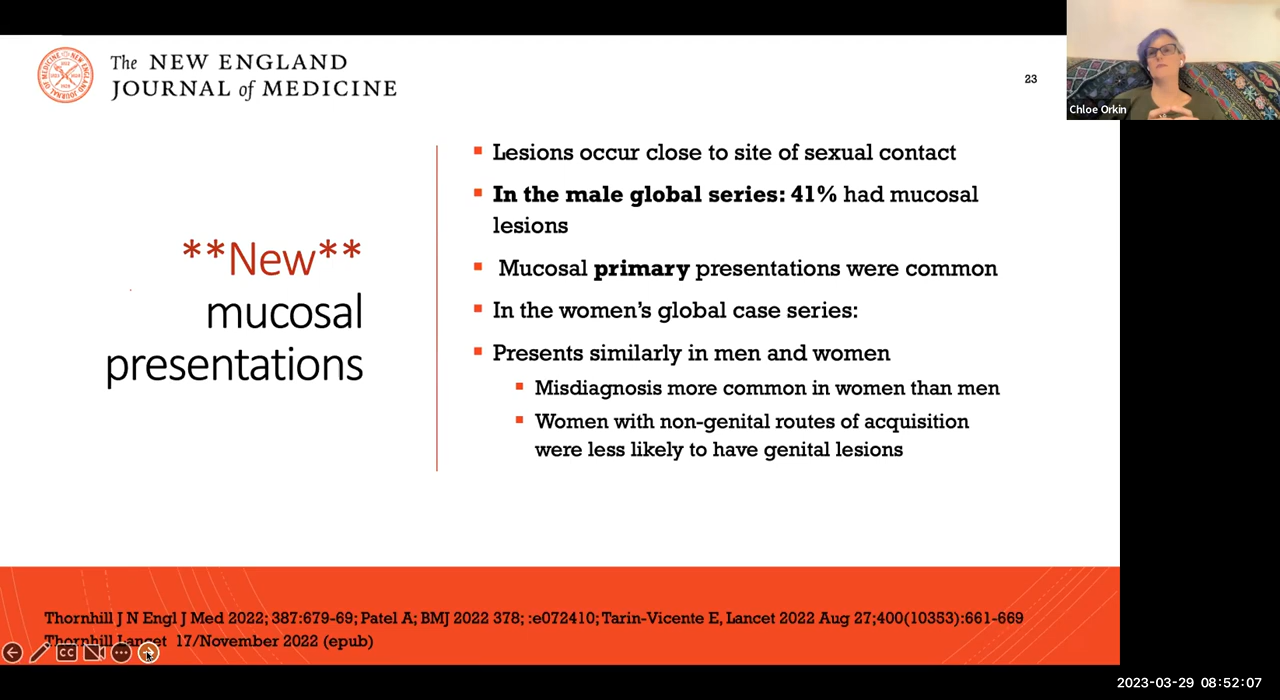 The NEW ENGLAND
JOURNAL of MEDICINE
23
Chloe Orkin
**New**
mucosal
presentations
Lesions occur close to site of sexual contact
In the male global series: 41% had mucosal
lesions
Mucosal primary presentations were common
In the women's global case series:
Presents similarly in men and women
Misdiagnosis more common in women than men
Women with non-genital routes of acquisition
were less likely to have genital lesions
Thornhill J N Engl J Med 2022; 387:679-69; Patel A; BMJ 2022 378; :e072410; Tarin-Vicente E, Lancet 2022 Aug 27;400(10353):661-669
Thornhill Lancet 17/November 2022 (epub)
CC
2023-03-29 08:52:07